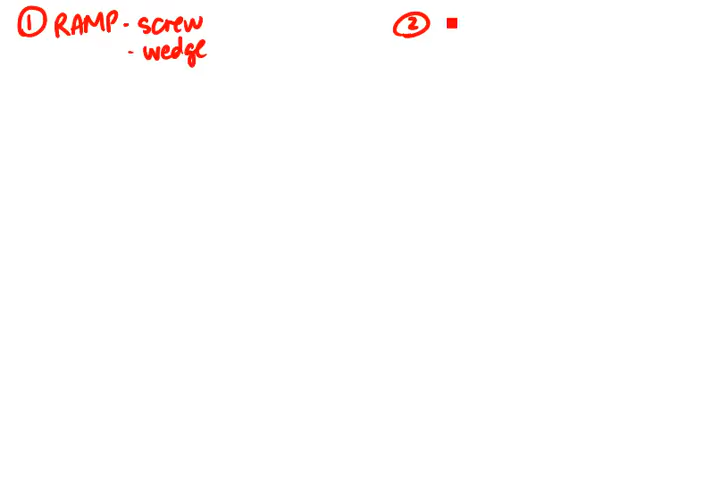 ① RAMP · screw
· wedge
②